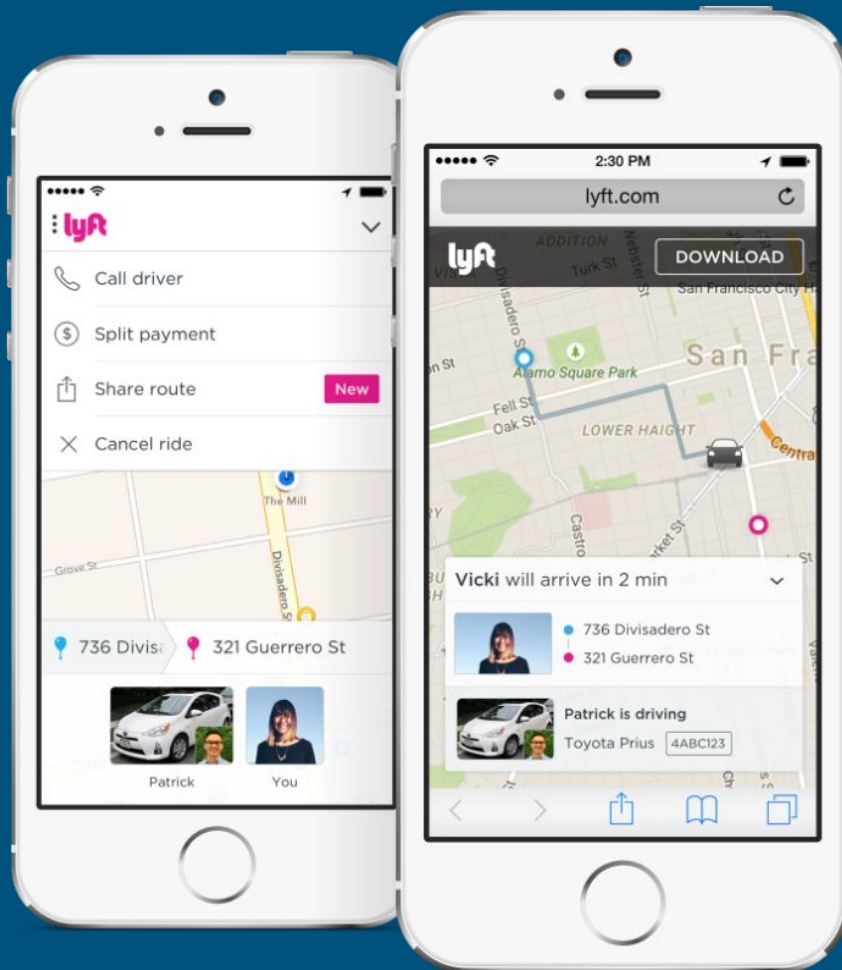 lyft
Call driver
Split payment
Share route New
Cancel ride
The Mill
Grove St
Divisadero S
736 Divis
321 Guerrero St
Patrick
You
2:30 PM
lyft.com
lyft
DOWNLOAD
ADDITION
Webster St
Turk St
San Francisco City H
Divisadero S
San Fra
Alamo Square Park
on St
Fell St
Oak St
LOWER HAIGHT
Centra
Castro
arket St
St
Vicki will arrive in 2 min
736 Divisadero St
321 Guerrero St
Patrick is driving
Toyota Prius 4ABC123